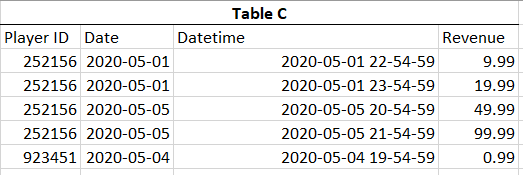 Table C
Player ID Date Datetime Revenue
252156 2020-05-01 2020-05-01 22-54-59 9.99
252156 2020-05-01 2020-05-01 23-54-59 19.99
252156 2020-05-05 2020-05-05 20-54-59 49.99
252156 2020-05-05 2020-05-05 21-54-59 99.99
923451 2020-05-04 2020-05-04 19-54-59 0.99